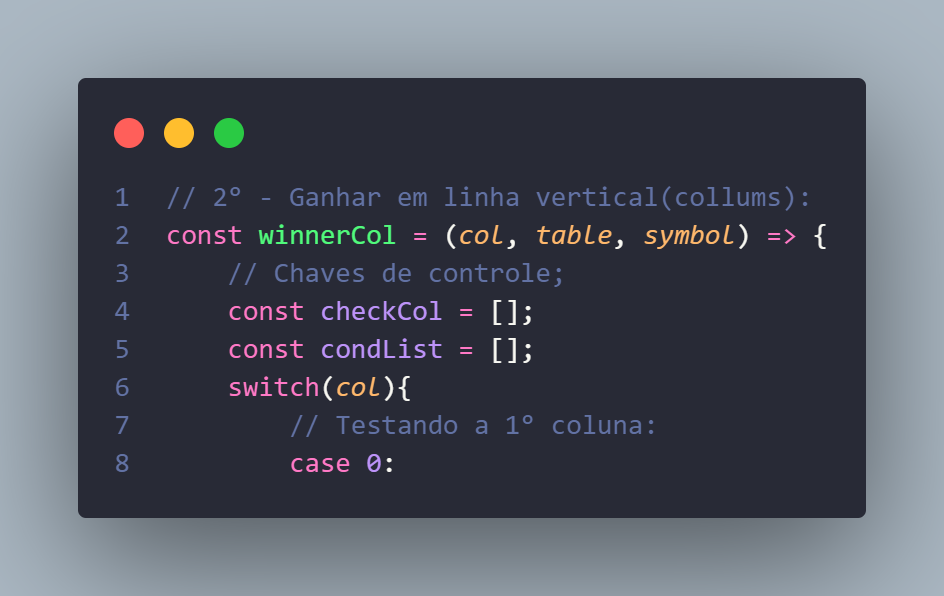 1 // 2º - Ganhar em linha vertical(collums):
2 const winnerCol = (col, table, symbol) => {
3 // Chaves de controle;
4 const checkCol = [];
5 const condList = [];
6 switch(col){
7 // Testando a 1º coluna:
8 case 0: